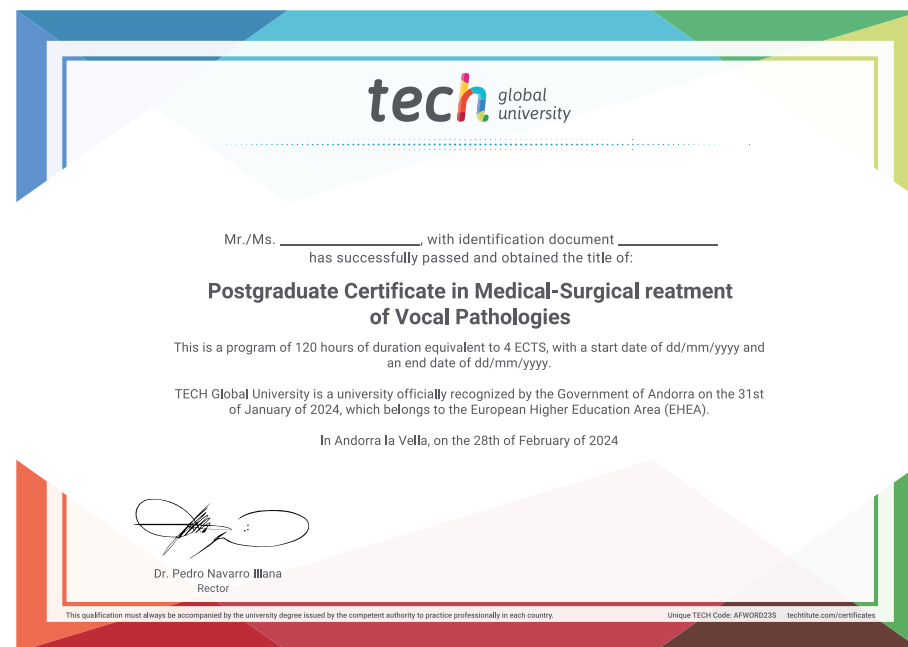 tech global
university
Mr./Ms. ____________, with identification document ____________
has successfully passed and obtained the title of:
Postgraduate Certificate in Medical-Surgical reatment
of Vocal Pathologies
This is a program of 120 hours of duration equivalent to 4 ECTS, with a start date of dd/mm/yyyy and
an end date of dd/mm/yyyy.
TECH Global University is a university officially recognized by the Government of Andorra on the 31st
of January of 2024, which belongs to the European Higher Education Area (EHEA).
In Andorra la Vella, on the 28th of February of 2024
Dr. Pedro Navarro Illana
Rector
This qualification must always be accompanied by the university degree issued by the competent authority to practice professionally in each country.
Unique TECH Code: AFWORD23S techtitute.com/certificates